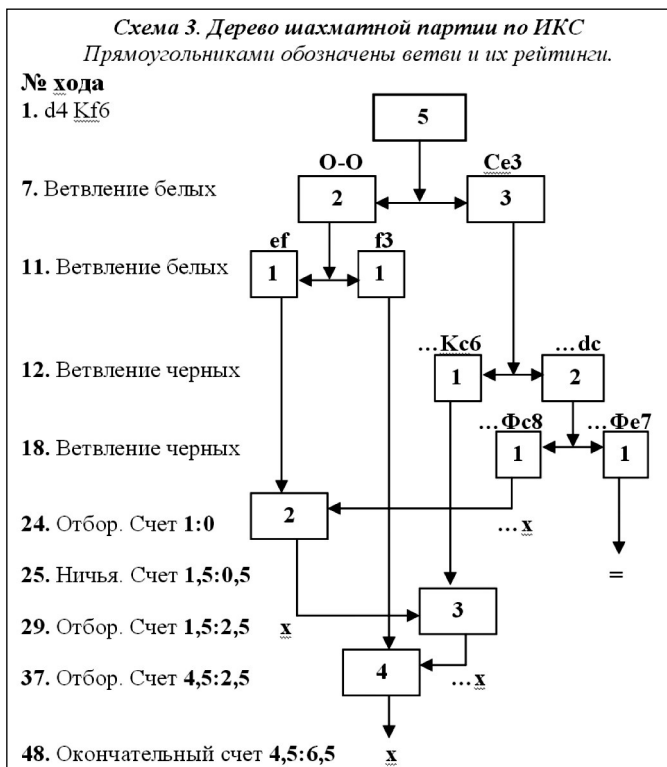 Схема 3. Дерево шахматной партии по ИКС
Прямоугольниками обозначены ветви и их рейтинги.
№ хода
1. d4 Kf6
5
О-О Сe3
7. Ветвление белых 2 3
ef f3
11. Ветвление белых 1 1
…Kc6 …dc
12. Ветвление черных 1 2
…Фc8 …Фe7
18. Ветвление черных 1 1
2
24. Отбор. Счет 1:0 …x
25. Ничья. Счет 1,5:0,5 =
3
29. Отбор. Счет 1,5:2,5 x
37. Отбор. Счет 4,5:2,5 4 …x
48. Окончательный счет 4,5:6,5 x